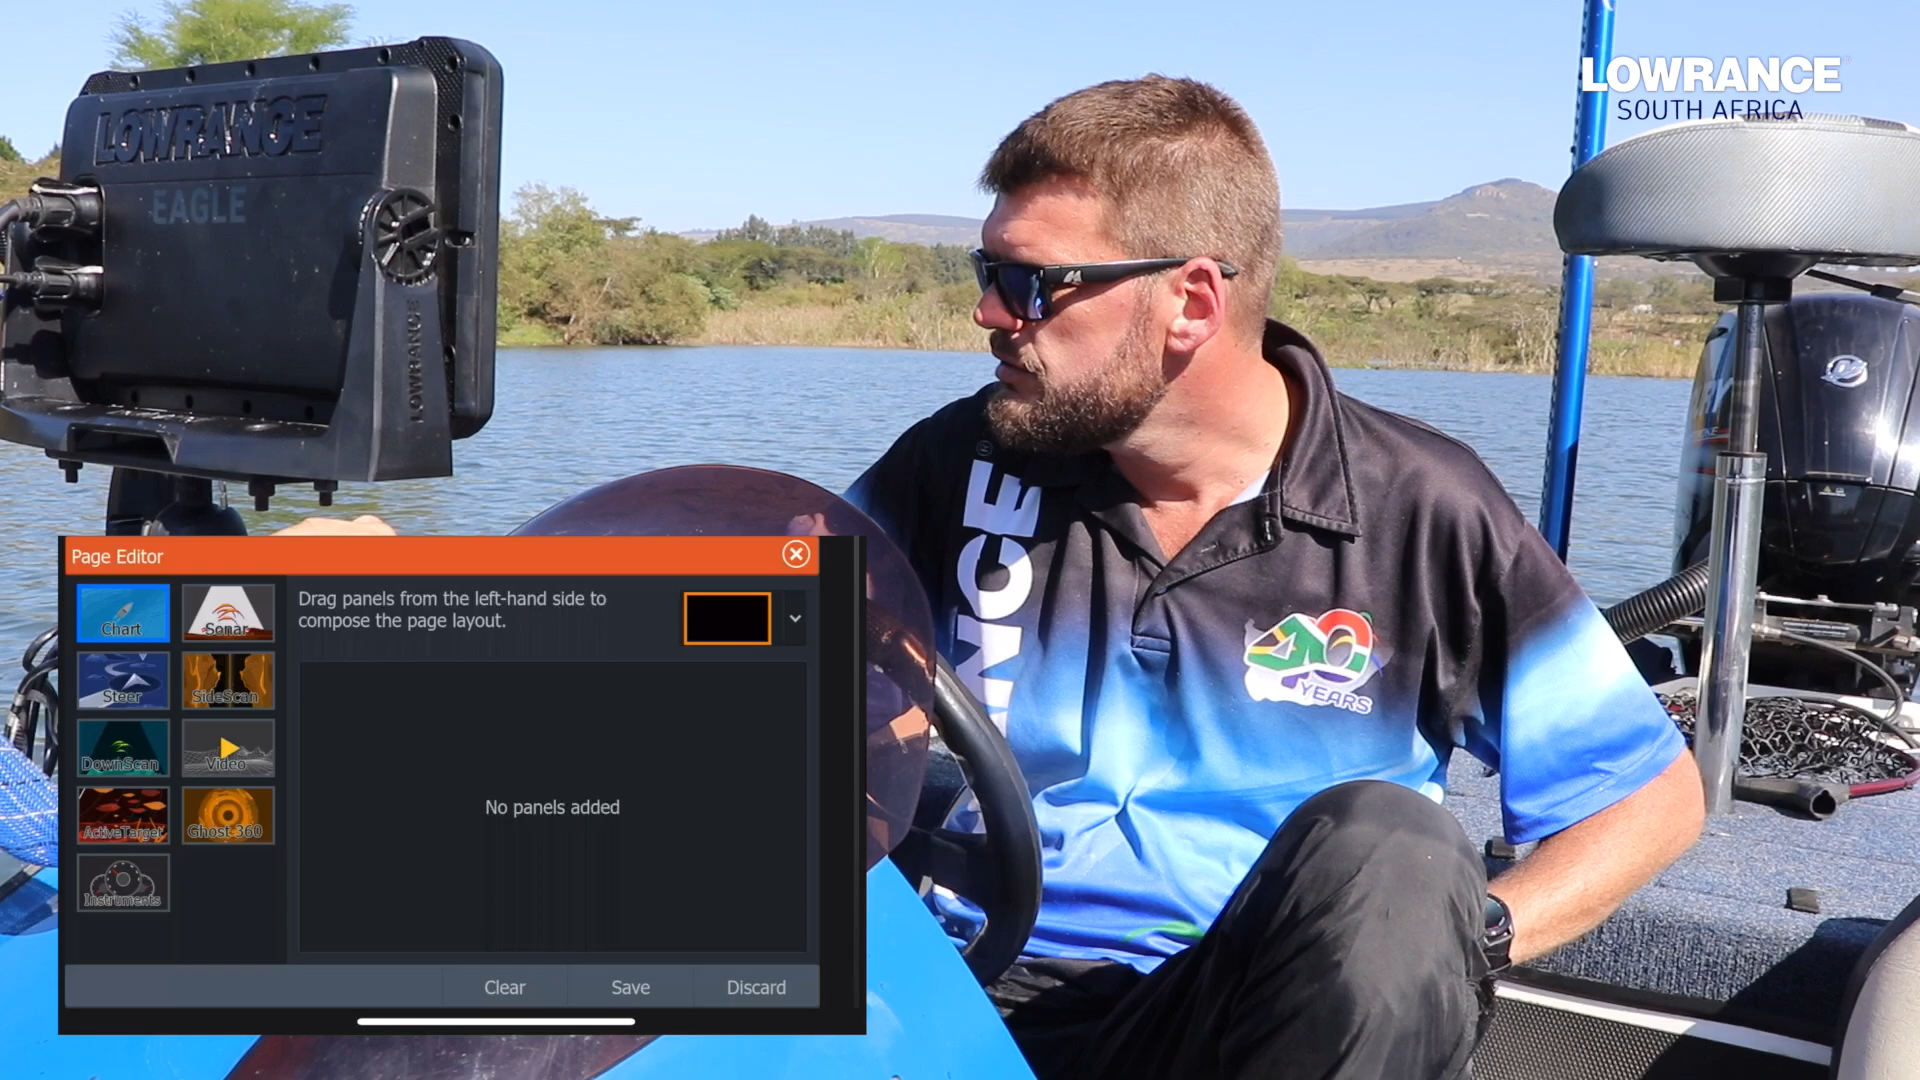 LOWRANCE
SOUTH AFRICA
LOWRANCE
EAGLE
LOWRANCE
NCE
40
YEARS
Page Editor
Chart
Sonar
Steer
SideScan
DownScan
Video
ActiveTarget
Ghost 360
Instruments
Drag panels from the left-hand side to
compose the page layout.
No panels added
Clear
Save
Discard